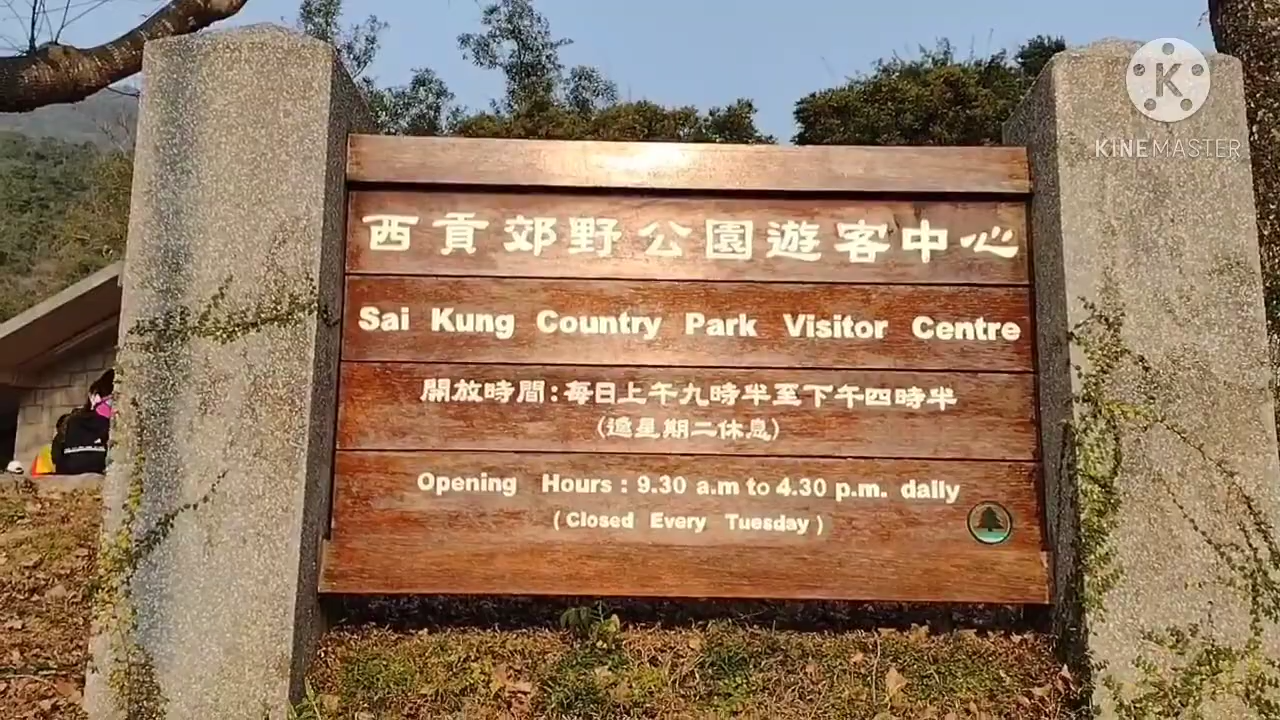 K
KINEMASTER
西貢郊野公園遊客中心
Sai Kung Country Park Visitor Centre
開放時間:每日上午九時半至下午四時半
(逢星期二休息)
Opening Hours : 9.30 a.m to 4.30 p.m. daily
( Closed Every Tuesday )